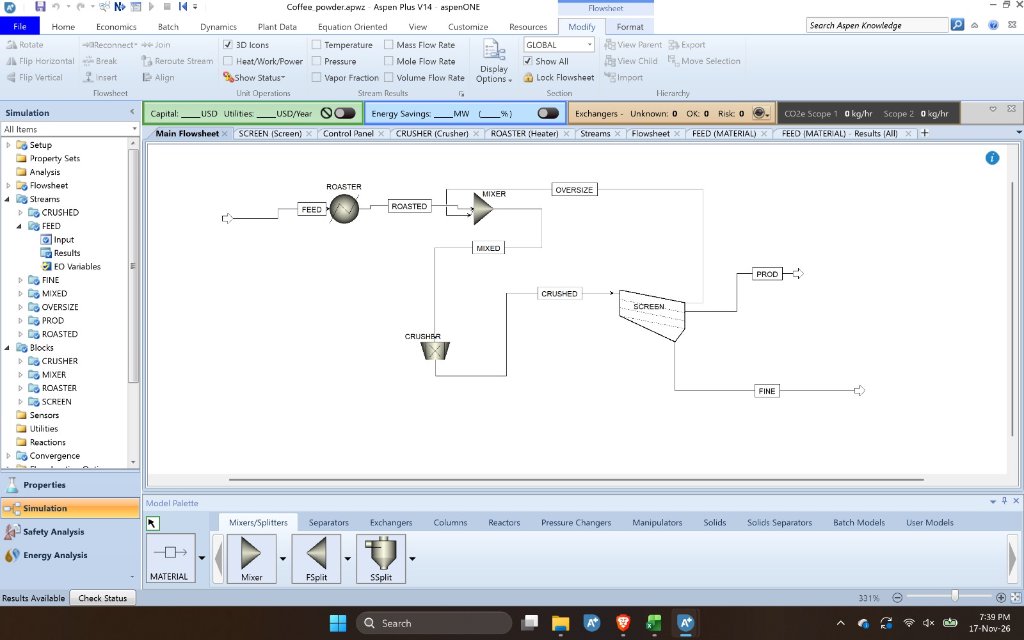 Coffee_powder.apwz - Aspen Plus V14 - aspenONE
Flowsheet
File Home Economics Batch Dynamics Plant Data Equation Oriented View Customize Resources Modify Format
Search Aspen Knowledge
Rotate
Flip Horizontal
Flip Vertical
Reconnect
Break
Insert
Join
Reroute Stream
Align
Flowsheet
3D Icons
Heat/Work/Power
Show Status
Unit Operations
Temperature
Pressure
Vapor Fraction
Mass Flow Rate
Mole Flow Rate
Volume Flow Rate
Stream Results
Display
Options
GLOBAL
Show All
Lock Flowsheet
Section
View Parent
View Child
Import
Export
Move Selection
Hierarchy
Simulation
All Items
Setup
Property Sets
Analysis
Flowsheet
Streams
CRUSHED
FEED
Input
Results
EO Variables
FINE
MIXED
OVERSIZE
PROD
ROASTED
Blocks
CRUSHER
MIXER
ROASTER
SCREEN
Sensors
Utilities
Reactions
Convergence
Properties
Simulation
Safety Analysis
Energy Analysis
Capital: ____USD Utilities: ____USD/Year
Energy Savings: ____MW (____%)
Exchangers - Unknown: 0 OK: 0 Risk: 0
CO2e Scope 1 0 kg/hr Scope 2 0 kg/hr
Main Flowsheet SCREEN (Screen) Control Panel CRUSHER (Crusher) ROASTER (Heater) Streams Flowsheet FEED (MATERIAL) FEED (MATERIAL) - Results (All) +
ROASTER
FEED
ROASTED
MIXER
OVERSIZE
MIXED
PROD
CRUSHED
SCREEN
CRUSHER
FINE
Model Palette
Mixers/Splitters Separators Exchangers Columns Reactors Pressure Changers Manipulators Solids Solids Separators Batch Models User Models
MATERIAL
Mixer
FSplit
SSplit
Results Available Check Status
331%
Search
7:39 PM
17-Nov-26